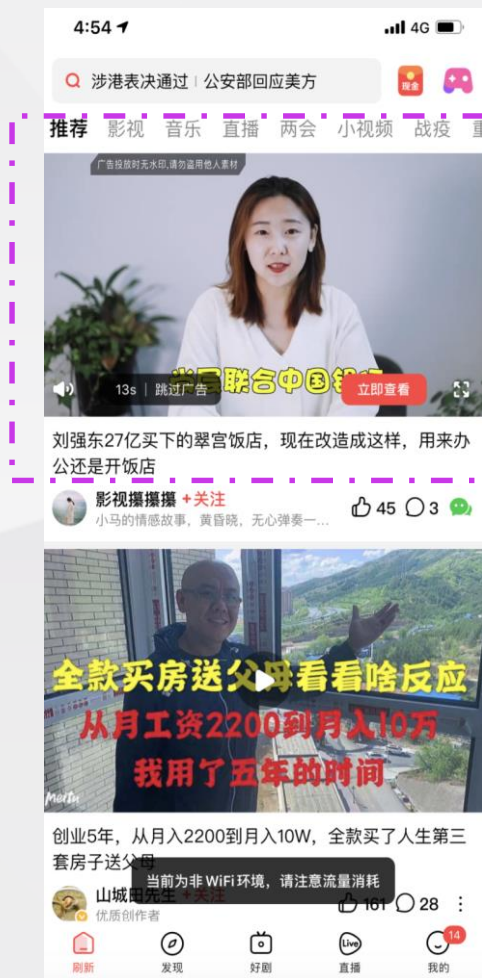 4:54
4G
涉港表决通过 | 公安部回应美方
现金
推荐 影视 音乐 直播 两会 小视频 战疫
广告投放时无水印,请勿盗用他人素材
联合中国
13s | 跳过广告
立即查看
刘强东27亿买下的翠宫饭店，现在改造成这样，用来办
公还是开饭店
影视攥攥攥 +关注
45 3
小马的情感故事，黄昏晓，无心弹奏一...
全款买房送父母看看啥反应
从月工资2200到月入10万
我用了五年的时间
Meitu
创业5年，从月入2200到月入10W，全款买了人生第三
套房子送父母
当前为非 WiFi 环境，请注意流量消耗
山城田先生 +关注
161 28
优质创作者
Live
14
刷新 发现 好剧 直播 我的